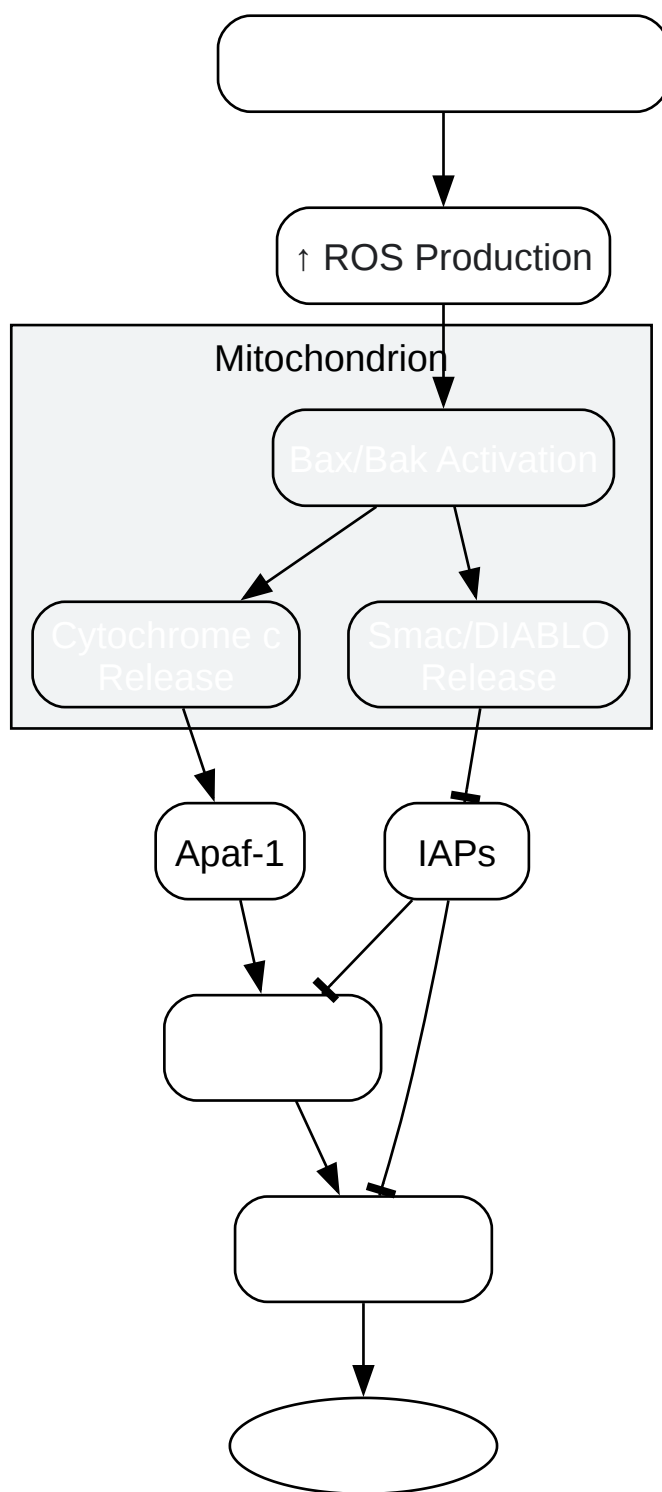 ↑ ROS Production
Mitochondrion
Bax/Bak Activation
Cytochrome c
Release
Smac/DIABLO
Release
Apaf-1
IAPs